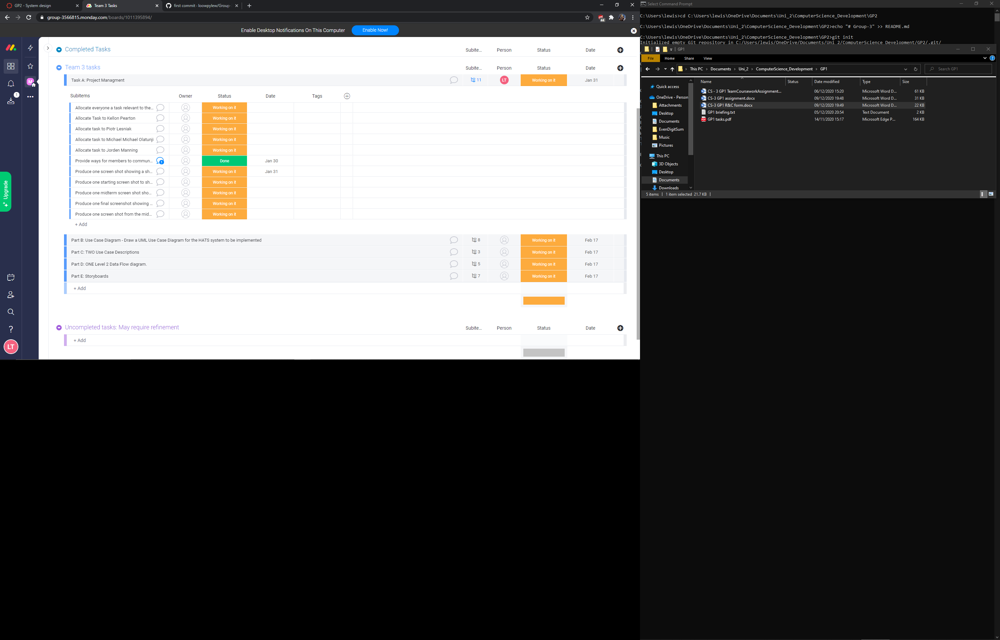 GP2 - System design
Team 3 Tasks
first commit · loowpylew/Group-
group-3566815.monday.com/boards/1011395894/
44
Enable Desktop Notifications On This Computer
Enable Now!
M
1
Upgrade
?
LT
Completed Tasks Subite... Person Status Date
Team 3 tasks Subite... Person Status Date
Task A: Project Managment 11 LT Working on it Jan 31
Subitems Owner Status Date Tags
Allocate everyone a task relevant to the... Working on it
Allocate Task to Kellon Pearton Working on it
Allocate task to Piotr Lesniak Working on it
Allocate task to Michael Michael Olatunji Working on it
Allocate task to Jorden Manning Working on it
Provide ways for members to commun... 1 Done Jan 30
Produce one screen shot showing a sh... Working on it Jan 31
Produce one starting screen shot to sh... Working on it
Produce one midterm screen shot sho... Working on it
Produce one final screenshot showing ... Working on it
Produce one screen shot from the mid... Working on it
+ Add
Part B: Use Case Diagram - Draw a UML Use Case Diagram for the HATS system to be implemented 8 Working on it Feb 17
Part C: TWO Use Case Descriptions 3 Working on it Feb 17
Part D: ONE Level 2 Data Flow diagram. 5 Working on it Feb 17
Part E: Storyboards 7 Working on it Feb 17
+ Add
Uncompleted tasks: May require refinement Subite... Person Status Date
+ Add
Select Command Prompt
C:\Users\lewis>cd C:\Users\lewis\OneDrive\Documents\Uni_2\ComputerScience_Development\GP2
C:\Users\lewis\OneDrive\Documents\Uni_2\ComputerScience_Development\GP2>echo "# Group-3" >> README.md
C:\Users\lewis\OneDrive\Documents\Uni_2\ComputerScience_Development\GP2>git init
Initialized empty Git repository in C:/Users/lewis/OneDrive/Documents/Uni_2/ComputerScience_Development/GP2/.git/
GP1
File Home Share View
This PC › Documents › Uni_2 › ComputerScience_Development › GP1
Search GP1
Name Status Date modified Type Size
CS - 3 GP1 TeamCourseworkAssignment... 06/12/2020 15:20 Microsoft Word D... 61 KB
CS-3 GP1 assignment.docx 09/12/2020 19:48 Microsoft Word D... 31 KB
CS-3 GP1 R&C form.docx 09/12/2020 19:49 Microsoft Word D... 22 KB
GP1 briefing.txt 05/12/2020 20:54 Text Document 2 KB
GP1 tasks.pdf 14/11/2020 15:17 Microsoft Edge P... 164 KB
Quick access
OneDrive - Person
Attachments
Desktop
Documents
EvenDigitSum
Music
Pictures
This PC
3D Objects
Desktop
Documents
Downloads
5 items 1 item selected 21.7 KB